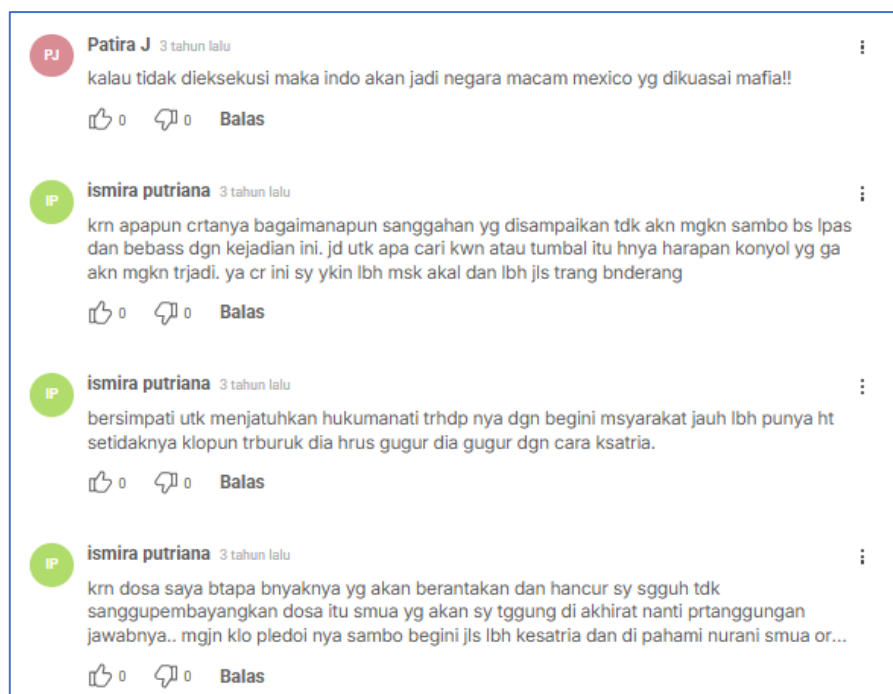 PJ
Patira J 3 tahun lalu
kalau tidak dieksekusi maka indo akan jadi negara macam mexico yg dikuasai mafia!!
0 0 Balas
IP
ismira putriana 3 tahun lalu
krn apapun crtanya bagaimanapun sanggahan yg disampaikan tdk akn mgkn sambo bs lpas
dan bebass dgn kejadian ini. jd utk apa cari kwn atau tumbal itu hnya harapan konyol yg ga
akn mgkn trjadi. ya cr ini sy ykin lbh msk akal dan lbh jls trang bnderang
0 0 Balas
IP
ismira putriana 3 tahun lalu
bersimpati utk menjatuhkan hukumanati trhdp nya dgn begini msyarakat jauh lbh punya ht
setidaknya klopun trburuk dia hrus gugur dia gugur dgn cara ksatria.
0 0 Balas
IP
ismira putriana 3 tahun lalu
krn dosa saya btapa bnyaknya yg akan berantakan dan hancur sy sgguh tdk
sanggupembayangkan dosa itu smua yg akan sy tggung di akhirat nanti prtanggungan
jawabnya.. mgjn klo pledoi nya sambo begini jls lbh kesatria dan di pahami nurani smua or...
0 0 Balas